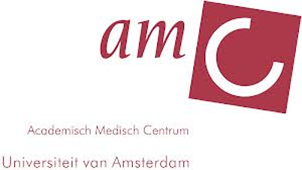 amC
Academisch Medisch Centrum
Universiteit van Amsterdam